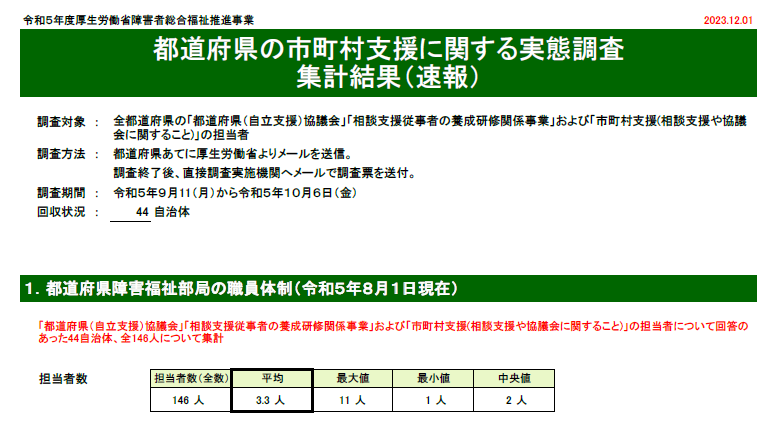 令和5年度厚生労働省障害者総合福祉推進事業
2023.12.01
都道府県の市町村支援に関する実態調査
集計結果(速報)
調査対象 : 全都道府県の「都道府県(自立支援)協議会」「相談支援従事者の養成研修関係事業」および「市町村支援(相談支援や協議
会に関すること)」の担当者
調査方法 : 都道府県あてに厚生労働省よりメールを送信。
調査終了後、直接調査実施機関へメールで調査票を送付。
調査期間 : 令和5年9月11(月)から令和5年10月6日(金)
回収状況 : 44 自治体
1. 都道府県障害福祉部局の職員体制(令和5年8月1日現在)
「都道府県(自立支援)協議会」「相談支援従事者の養成研修関係事業」および「市町村支援(相談支援や協議会に関すること)」の担当者について回答の
あった44自治体、全146人について集計
担当者数
担当者数(全数) 平均 最大値 最小値 中央値
146 人 3.3 人 11 人 1 人 2 人